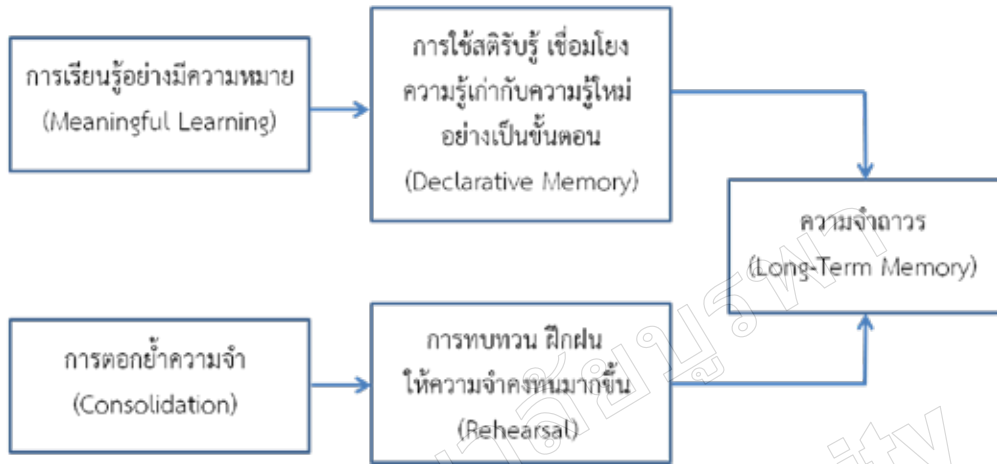 การเรียนรู้อย่างมีความหมาย
(Meaningful Learning)
การใช้สติรับรู้ เชื่อมโยง
ความรู้เก่ากับความรู้ใหม่
อย่างเป็นขั้นตอน
(Declarative Memory)
ความจำถาวร
(Long-Term Memory)
การตอกย้ำความจำ
(Consolidation)
การทบทวน ฝึกฝน
ให้ความจำคงทนมากขึ้น
(Rehearsal)